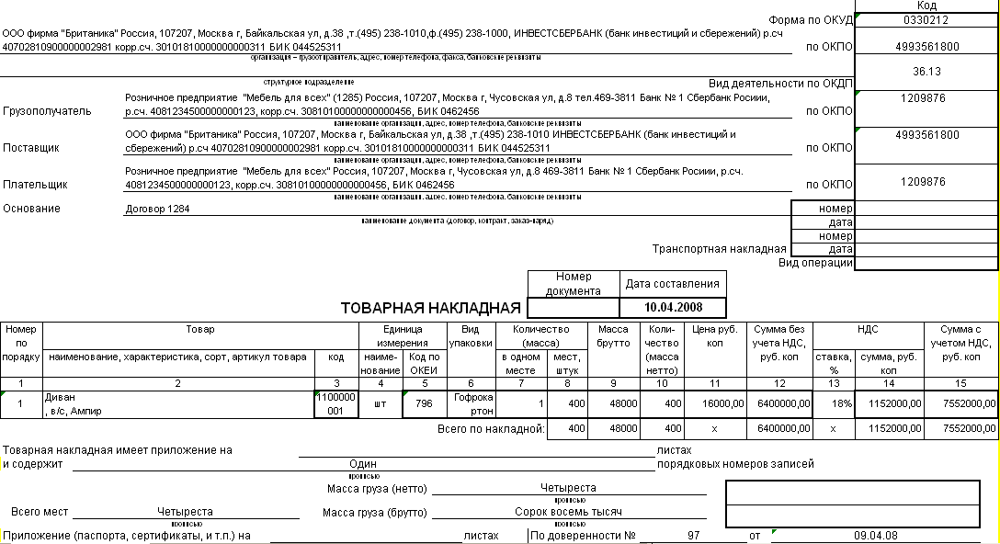 Код
Форма по ОКУД 0330212
ООО фирма "Британика" Россия, 107207, Москва г, Байкальская ул, д.38 ,т.(495) 238-1010,ф.(495) 238-1000, ИНВЕСТСБЕРБАНК (банк инвестиций и сбережений) р.сч
40702810900000002981 корр.сч. 30101810000000000311 БИК 044525311 по ОКПО 4993561800
организация – грузоотправитель, адрес, номер телефона, факса, банковские реквизиты
36.13
структурное подразделение
Вид деятельности по ОКДП
Розничное предприятие "Мебель для всех" (1285) Россия, 107207, Москва г, Чусовская ул, д.8 тел.469-3811 Банк № 1 Сбербанк Росиии, 1209876
Грузополучатель р.сч. 4081234500000000123, корр.сч. 30810100000000000456, БИК 0462456 по ОКПО
наименование организации, адрес, номер телефона, банковские реквизиты
ООО фирма "Британика" Россия, 107207, Москва г, Байкальская ул, д.38 ,т.(495) 238-1010 ИНВЕСТСБЕРБАНК (банк инвестиций и 4993561800
Поставщик сбережений) р.сч 40702810900000002981 корр.сч. 30101810000000000311 БИК 044525311 по ОКПО
наименование организации, адрес, номер телефона, банковские реквизиты
Розничное предприятие "Мебель для всех" Россия, 107207, Москва г, Чусовская ул, д.8 469-3811 Банк № 1 Сбербанк Росиии, р.сч.
Плательщик 4081234500000000123, корр.сч. 30810100000000000456, БИК 0462456 по ОКПО 1209876
наименование организации, адрес, номер телефона, банковские реквизиты
Основание Договор 1284 номер
наименование документа (договор, контракт, заказ-наряд) дата
номер
Транспортная накладная дата
Вид операции
Номер документа Дата составления
ТОВАРНАЯ НАКЛАДНАЯ 10.04.2008
Номер по порядку Товар Единица измерения Вид упаковки Количество (масса) Масса брутто Коли-чество (масса нетто) Цена руб. коп Сумма без учета НДС, руб. коп НДС Сумма с учетом НДС, руб. коп
наименование, характеристика, сорт, артикул товара код наиме-нование Код по ОКЕИ в одном месте мест, штук ставка, % сумма, руб. коп
1 2 3 4 5 6 7 8 9 10 11 12 13 14 15
1 Диван , в/с, Ампир 1100000001 шт 796 Гофрокартон 1 400 48000 400 16000,00 6400000,00 18% 1152000,00 7552000,00
Всего по накладной: 400 48000 400 x 6400000,00 x 1152000,00 7552000,00
Товарная накладная имеет приложение на листах
и содержит Один порядковых номеров записей
прописью
Масса груза (нетто) Четыреста
прописью
Всего мест Четыреста Масса груза (брутто) Сорок восемь тысяч
прописью прописью
Приложение (паспорта, сертификаты, и т.п.) на листах По доверенности № 97 от 09.04.08